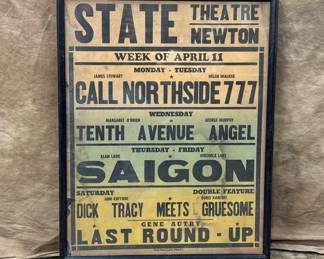 STATE THEATRE
NEWTON
WEEK OF APRIL 11
MONDAY - TUESDAY
JAMES STEWART HELEN WALKER
CALL NORTHSIDE 777
WEDNESDAY
MARGARET O'BRIEN GEORGE MURPHY
TENTH AVENUE ANGEL
THURSDAY - FRIDAY
ALAN LADD VERONICA LAKE
SAIGON
SATURDAY DOUBLE FEATURE
BORIS KARLOFF
DICK TRACY MEETS GRUESOME
GENE AUTRY
LAST ROUND-UP